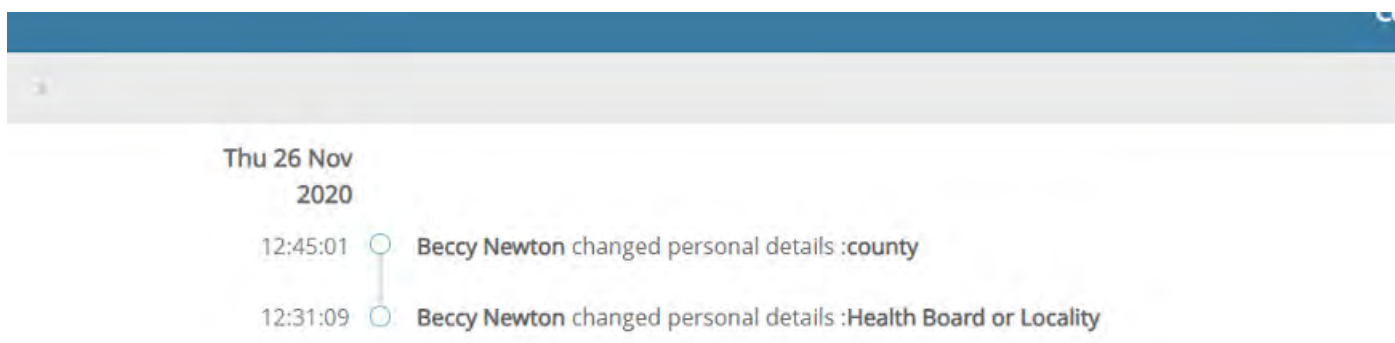 Thu 26 Nov
2020
12:45:01 Beccy Newton changed personal details :county
12:31:09 Beccy Newton changed personal details :Health Board or Locality